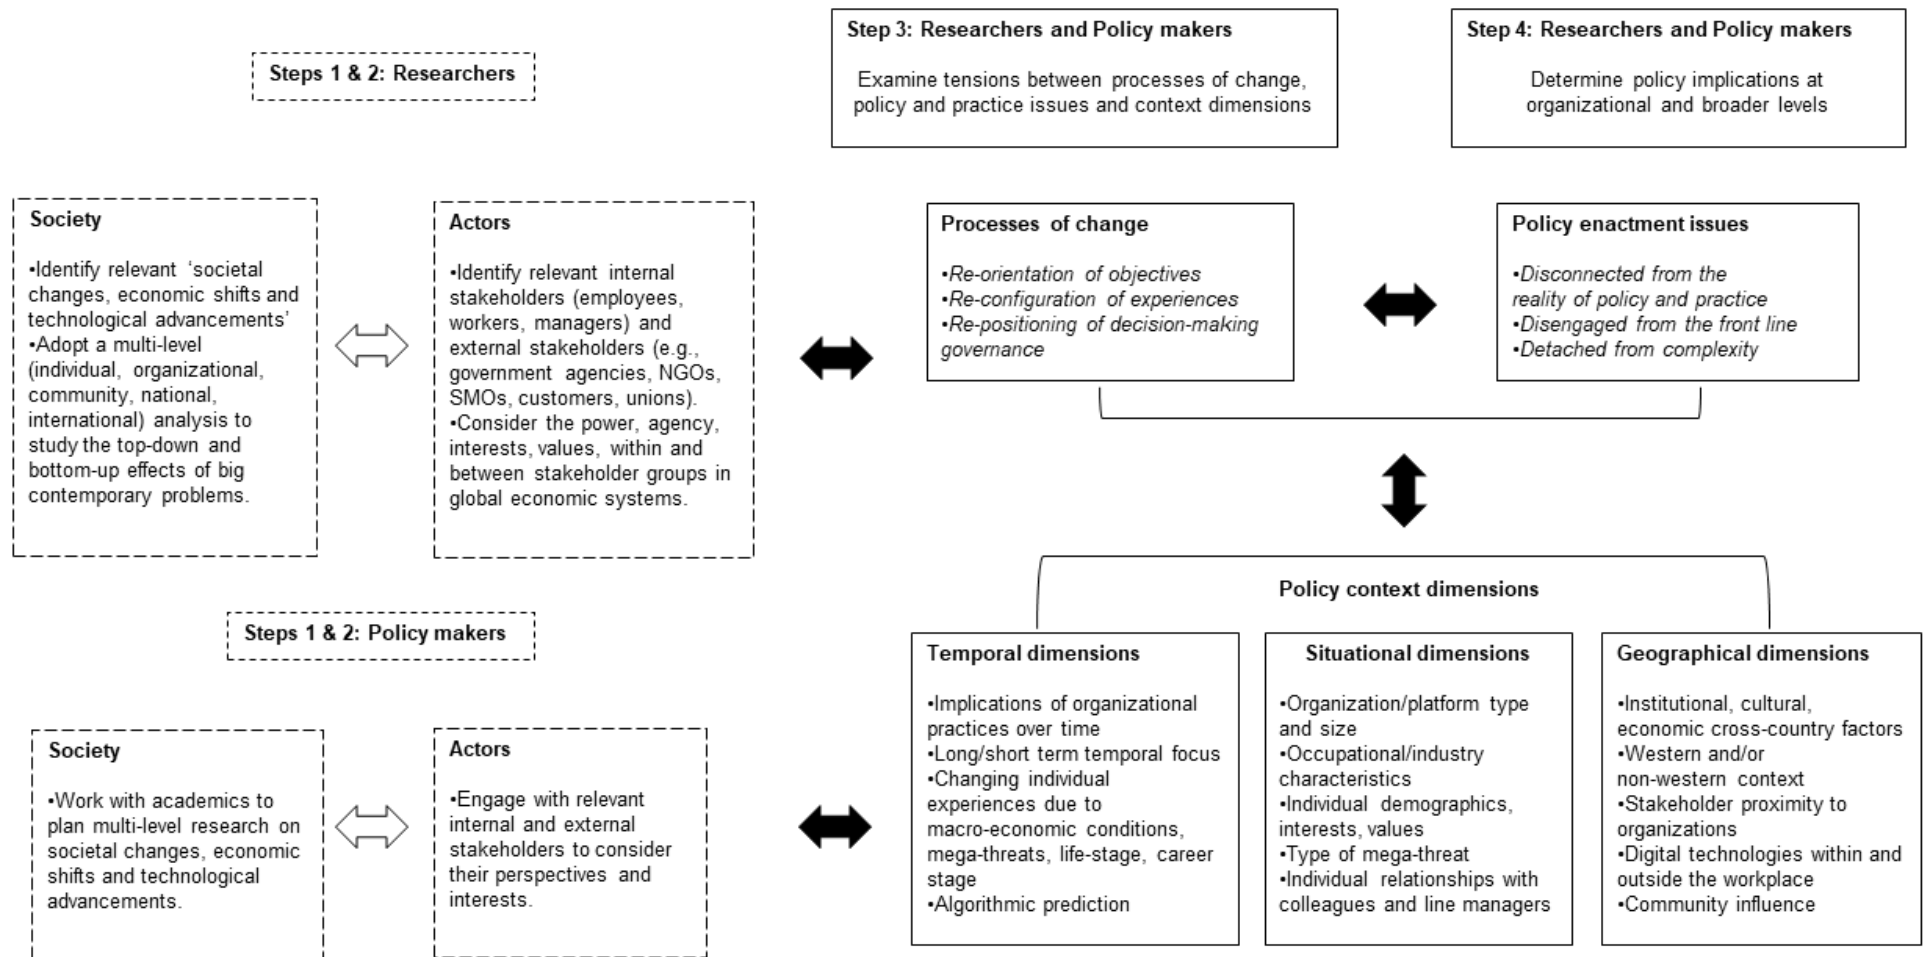 Steps 1 & 2: Researchers
Step 3: Researchers and Policy makers
Examine tensions between processes of change,
policy and practice issues and context dimensions
Step 4: Researchers and Policy makers
Determine policy implications at
organizational and broader levels
Society
•Identify relevant ‘societal
changes, economic shifts and
technological advancements’
•Adopt a multi-level
(individual, organizational,
community, national,
international) analysis to
study the top-down and
bottom-up effects of big
contemporary problems.
Actors
•Identify relevant internal
stakeholders (employees,
workers, managers) and
external stakeholders (e.g.,
government agencies, NGOs,
SMOs, customers, unions).
•Consider the power, agency,
interests, values, within and
between stakeholder groups in
global economic systems.
Processes of change
•Re-orientation of objectives
•Re-configuration of experiences
•Re-positioning of decision-making
governance
Policy enactment issues
•Disconnected from the
reality of policy and practice
•Disengaged from the front line
•Detached from complexity
Steps 1 & 2: Policy makers
Society
•Work with academics to
plan multi-level research on
societal changes, economic
shifts and technological
advancements.
Actors
•Engage with relevant
internal and external
stakeholders to consider
their perspectives and
interests.
Policy context dimensions
Temporal dimensions
•Implications of organizational
practices over time
•Long/short term temporal focus
•Changing individual
experiences due to
macro-economic conditions,
mega-threats, life-stage, career
stage
•Algorithmic prediction
Situational dimensions
•Organization/platform type
and size
•Occupational/industry
characteristics
•Individual demographics,
interests, values
•Type of mega-threat
•Individual relationships with
colleagues and line managers
Geographical dimensions
•Institutional, cultural,
economic cross-country factors
•Western and/or
non-western context
•Stakeholder proximity to
organizations
•Digital technologies within and
outside the workplace
•Community influence